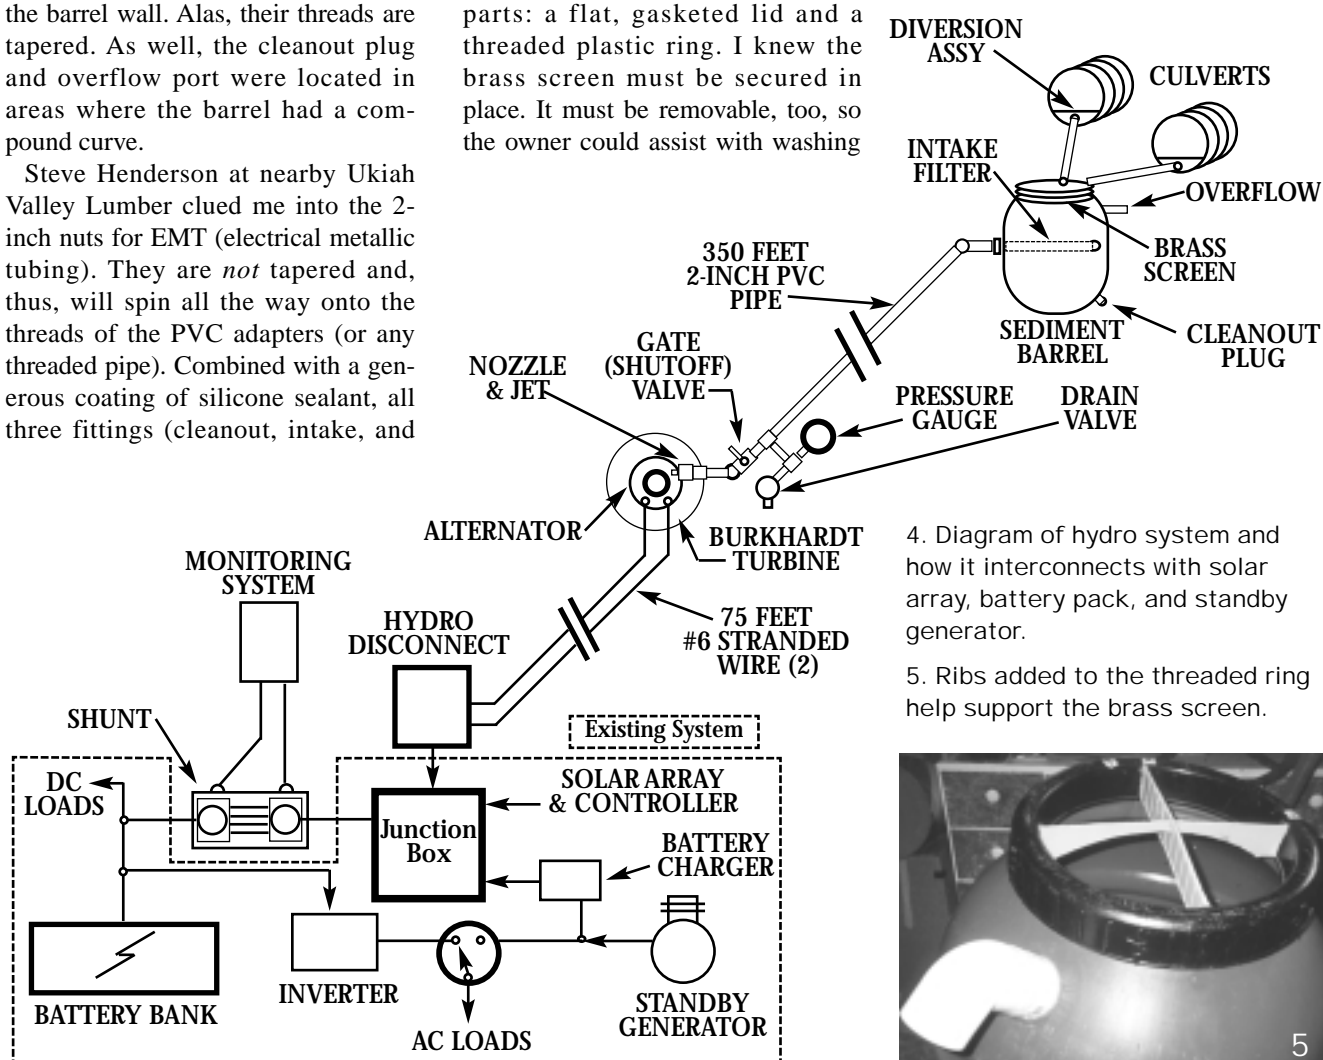 the barrel wall. Alas, their threads are
tapered. As well, the cleanout plug
and overflow port were located in
areas where the barrel had a com-
pound curve.
Steve Henderson at nearby Ukiah
Valley Lumber clued me into the 2-
inch nuts for EMT (electrical metallic
tubing). They are not tapered and,
thus, will spin all the way onto the
threads of the PVC adapters (or any
threaded pipe). Combined with a gen-
erous coating of silicone sealant, all
three fittings (cleanout, intake, and
parts: a flat, gasketed lid and a
threaded plastic ring. I knew the
brass screen must be secured in
place. It must be removable, too, so
the owner could assist with washing
DIVERSION
ASSY
CULVERTS
INTAKE
FILTER
OVERFLOW
BRASS
SCREEN
350 FEET
2-INCH PVC
PIPE
SEDIMENT
BARREL
CLEANOUT
PLUG
GATE
(SHUTOFF)
VALVE
NOZZLE
& JET
PRESSURE
GAUGE
DRAIN
VALVE
ALTERNATOR
BURKHARDT
TURBINE
MONITORING
SYSTEM
HYDRO
DISCONNECT
75 FEET
#6 STRANDED
WIRE (2)
SHUNT
Existing System
DC
LOADS
SOLAR ARRAY
& CONTROLLER
Junction
Box
BATTERY
CHARGER
BATTERY BANK
INVERTER
AC LOADS
STANDBY
GENERATOR
4. Diagram of hydro system and
how it interconnects with solar
array, battery pack, and standby
generator.
5. Ribs added to the threaded ring
help support the brass screen.
5